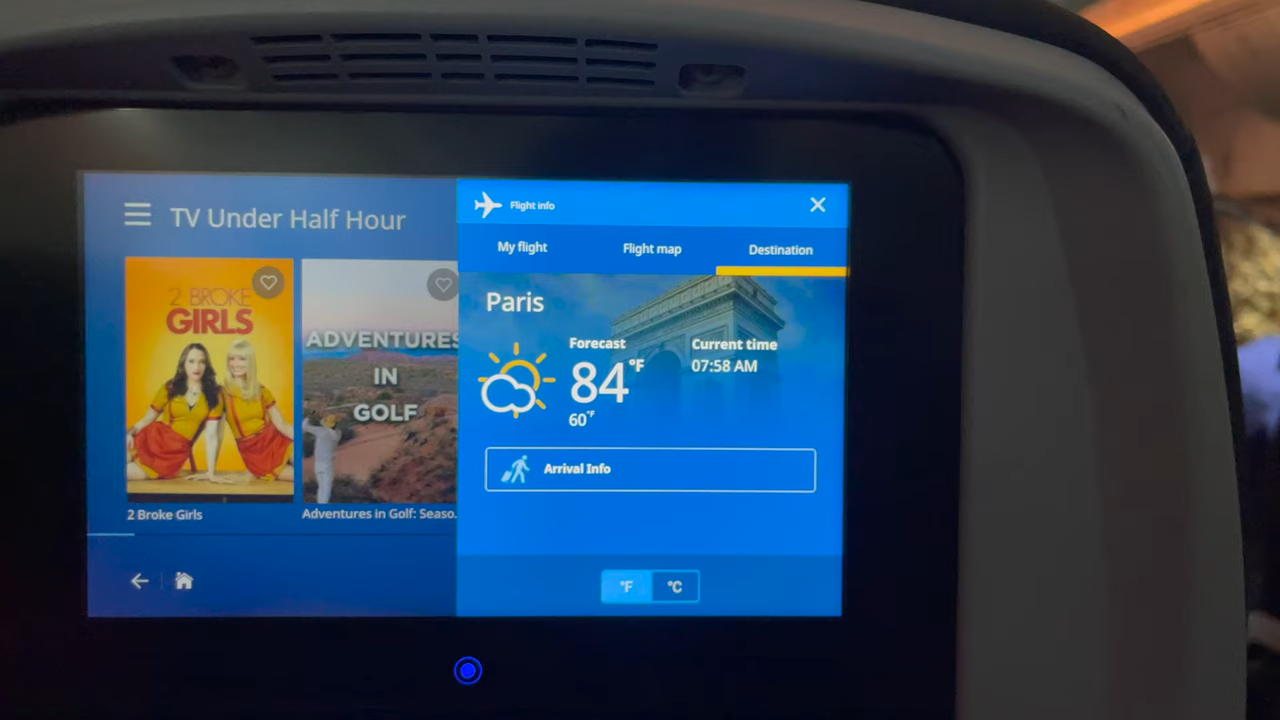 TV Under Half Hour
2 BROKE
GIRLS
ADVENTURES
IN
GOLF
2 Broke Girls
Adventures in Golf: Seaso.
Flight info
My flight
Flight map
Destination
Paris
Forecast
84°F
60°F
Current time
07:58 AM
Arrival Info
°F
°C